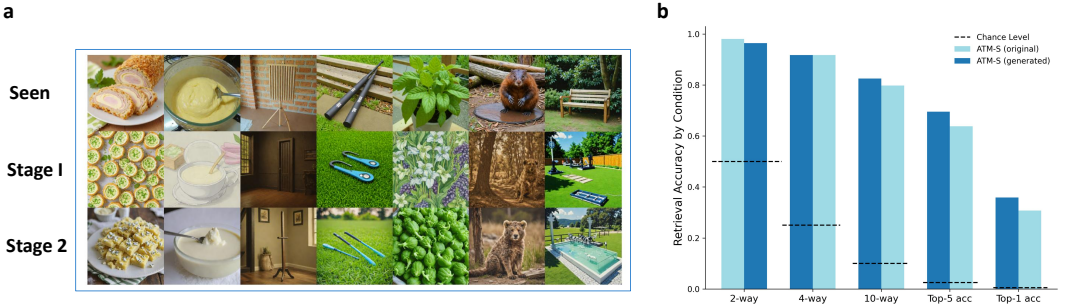 a
Seen
Stage I
Stage 2
b
Retrieval Accuracy by Condition
1.0
0.8
0.6
0.4
0.2
0.0
Chance Level
ATM-S (original)
ATM-S (generated)
2-way
4-way
10-way
Top-5 acc
Top-1 acc